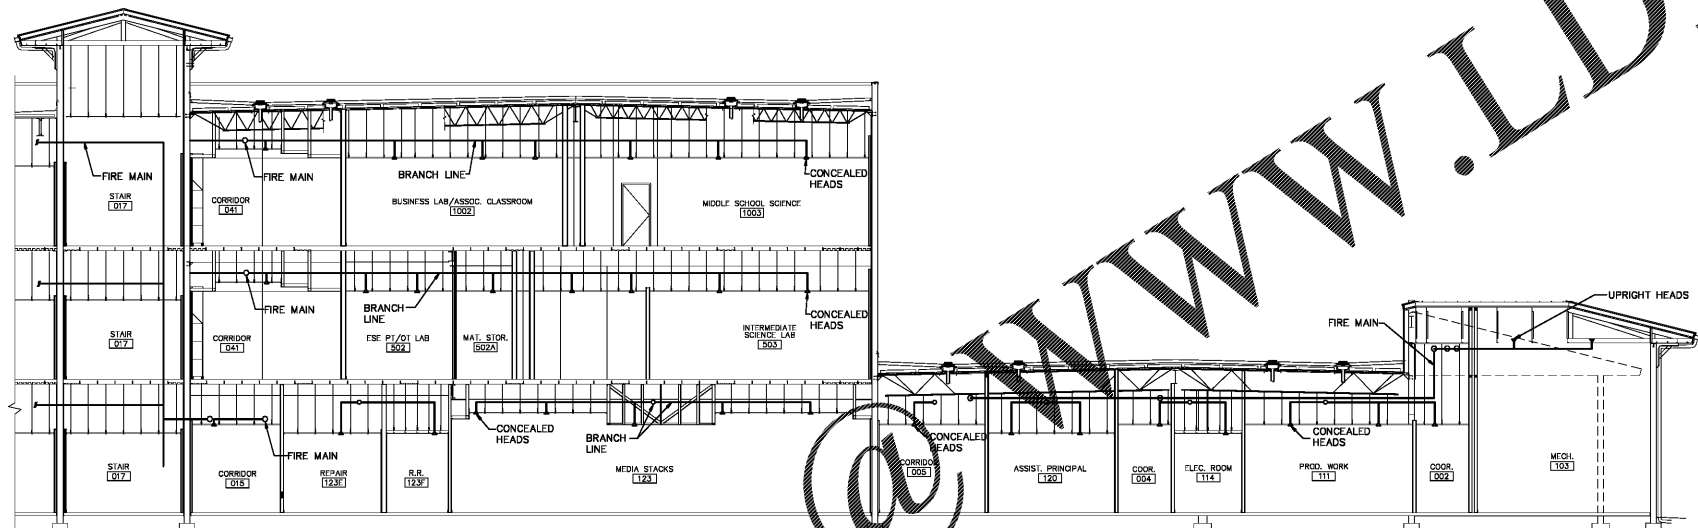 @ WWW.LD
FIRE MAIN
STAIR
017
CORRIDOR
041
FIRE MAIN
BRANCH LINE
BUSINESS LAB/ASSOC. CLASSROOM
1002
MIDDLE SCHOOL SCIENCE
1003
CONCEALED
HEADS
STAIR
017
CORRIDOR
041
FIRE MAIN
BRANCH
LINE
ESE PT/OT LAB
502
MAT. STOR.
502A
INTERMEDIATE
SCIENCE LAB
503
CONCEALED
HEADS
FIRE MAIN
UPRIGHT HEADS
STAIR
017
CORRIDOR
015
FIRE MAIN
REPAIR
123E
R.R.
123F
CONCEALED
HEADS
BRANCH
LINE
MEDIA STACKS
123
CONCEALED
HEADS
CORRIDOR
005
ASSIST. PRINCIPAL
120
COOR.
004
ELEC. ROOM
114
PROD. WORK
111
CONCEALED
HEADS
COOR.
002
MECH.
103